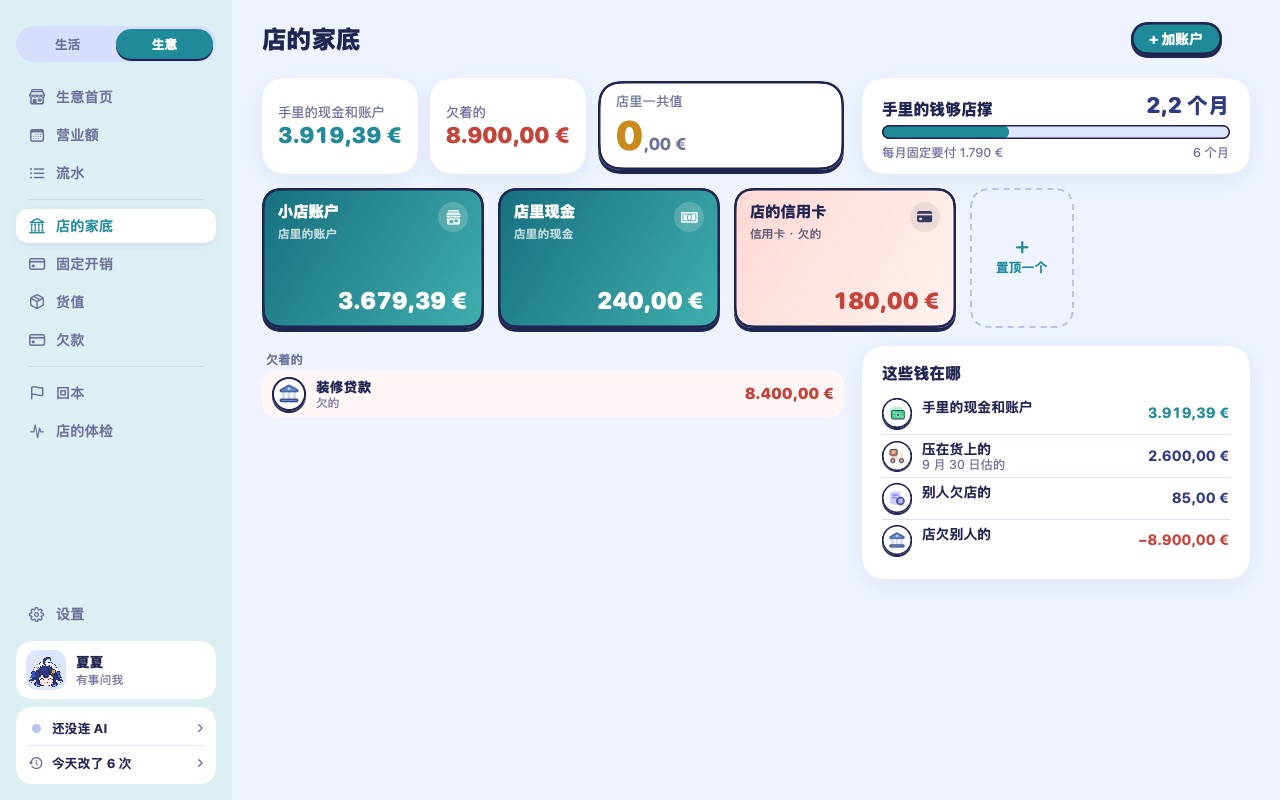 生活
生意
生意首页
营业额
流水
店的家底
固定开销
货值
欠款
回本
店的体检
设置
夏夏
有事问我
还没连 AI
今天改了 6 次
店的家底
+ 加账户
手里的现金和账户
3.919,39 €
欠着的
8.900,00 €
店里一共值
0,00 €
手里的钱够店撑
2,2 个月
每月固定要付 1.790 €
6 个月
小店账户
店里的账户
3.679,39 €
店里现金
店里的现金
240,00 €
店的信用卡
信用卡 · 欠的
180,00 €
+
置顶一个
欠着的
装修贷款
欠的
8.400,00 €
这些钱在哪
手里的现金和账户
3.919,39 €
压在货上的
9 月 30 日估的
2.600,00 €
别人欠店的
85,00 €
店欠别人的
−8.900,00 €